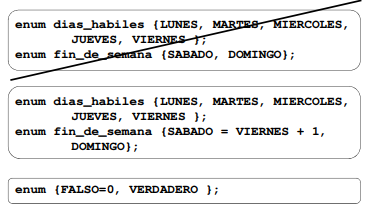 enum dias_habiles {LUNES, MARTES, MIERCOLES,
JUEVES, VIERNES };
enum fin_de_semana {SABADO, DOMINGO};
enum dias_habiles {LUNES, MARTES, MIERCOLES,
JUEVES, VIERNES };
enum fin_de_semana {SABADO = VIERNES + 1,
DOMINGO};
enum {FALSO=0, VERDADERO };